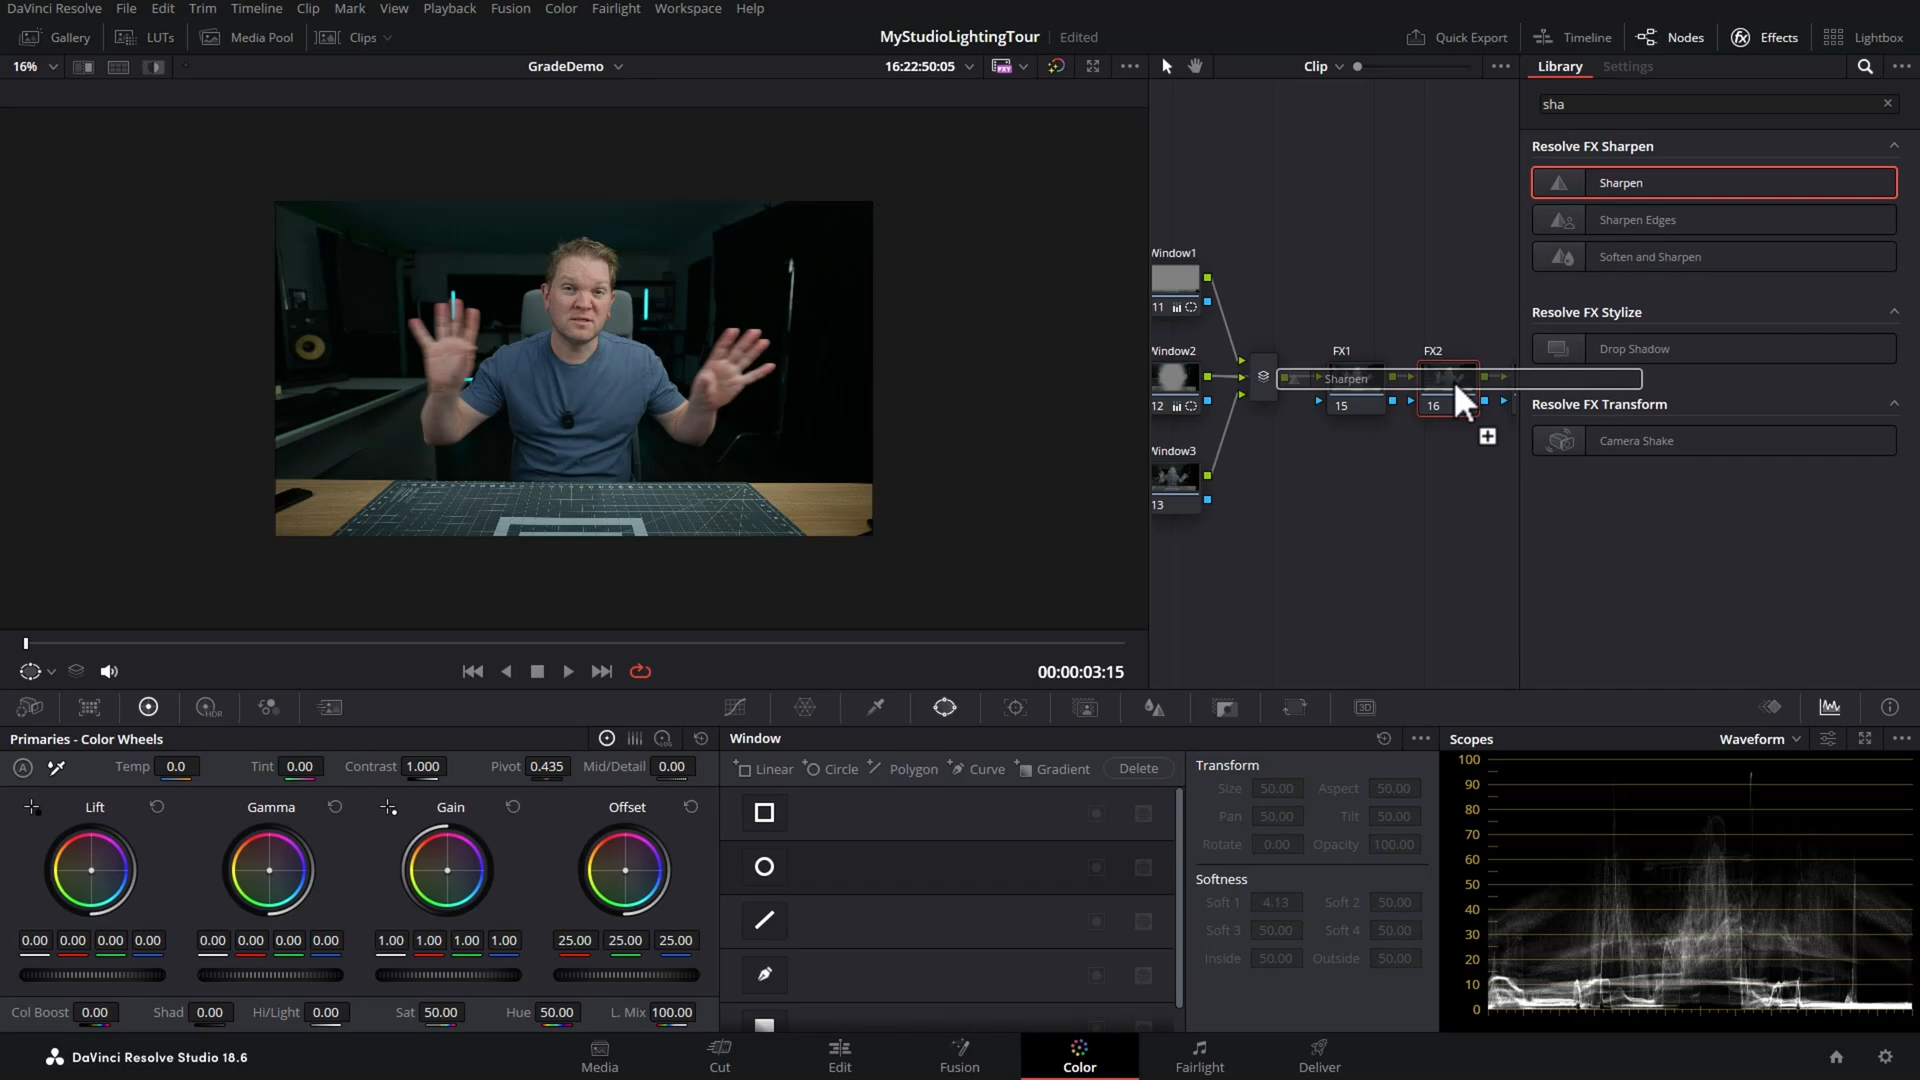 DaVinci Resolve File Edit Trim Timeline Clip Mark View Playback Fusion Color Fairlight Workspace Help
Gallery LUTs Media Pool Clips MyStudioLightingTour Edited Quick Export Timeline Nodes Effects Lightbox
16% GradeDemo 16:22:50:05 Clip Library Settings
sha
Resolve FX Sharpen
Sharpen
Sharpen Edges
Soften and Sharpen
Resolve FX Stylize
Drop Shadow
Resolve FX Transform
Camera Shake
Window1
11
Window2 FX1 FX2
Sharpen
12 15 16
Window3
13
00:00:03:15
Primaries - Color Wheels
Temp 0.0 Tint 0.00 Contrast 1.000 Pivot 0.435 Mid/Detail 0.00
Lift Gamma Gain Offset
0.00 0.00 0.00 0.00 0.00 0.00 0.00 0.00 1.00 1.00 1.00 1.00 25.00 25.00 25.00
Col Boost 0.00 Shad 0.00 Hi/Light 0.00 Sat 50.00 Hue 50.00 L. Mix 100.00
Window
Linear Circle Polygon Curve Gradient Delete
Transform
Size 50.00 Aspect 50.00
Pan 50.00 Tilt 50.00
Rotate 0.00 Opacity 100.00
Softness
Soft 1 4.13 Soft 2 50.00
Soft 3 50.00 Soft 4 50.00
Inside 50.00 Outside 50.00
Scopes Waveform
100
90
80
70
60
50
40
30
20
10
0
DaVinci Resolve Studio 18.6
Media Cut Edit Fusion Color Fairlight Deliver